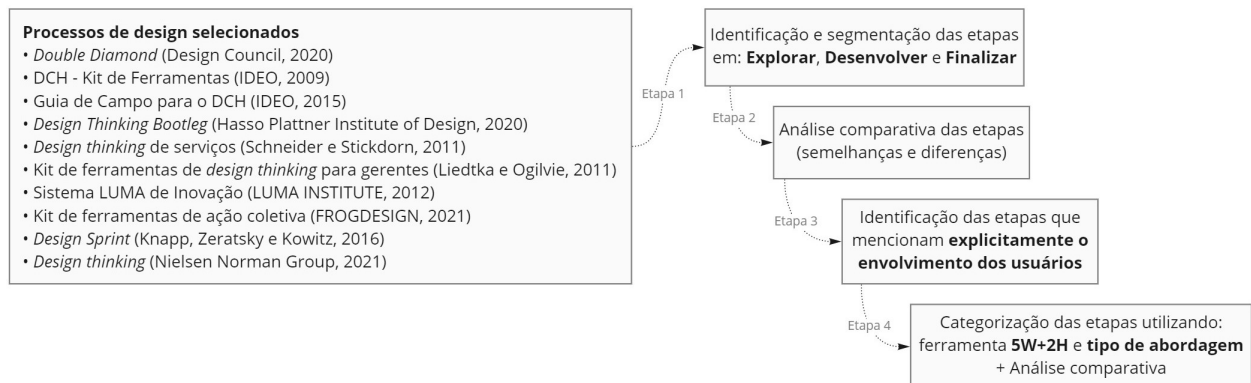 Processos de design selecionados
• Double Diamond (Design Council, 2020)
• DCH - Kit de Ferramentas (IDEO, 2009)
• Guia de Campo para o DCH (IDEO, 2015)
• Design Thinking Bootleg (Hasso Plattner Institute of Design, 2020)
• Design thinking de serviços (Schneider e Stickdorn, 2011)
• Kit de ferramentas de design thinking para gerentes (Liedtka e Ogilvie, 2011)
• Sistema LUMA de Inovação (LUMA INSTITUTE, 2012)
• Kit de ferramentas de ação coletiva (FROGDESIGN, 2021)
• Design Sprint (Knapp, Zeratsky e Kowitz, 2016)
• Design thinking (Nielsen Norman Group, 2021)
Etapa 1
Identificação e segmentação das etapas
em: Explorar, Desenvolver e Finalizar
Etapa 2
Análise comparativa das etapas
(semelhanças e diferenças)
Etapa 3
Identificação das etapas que
mencionam explicitamente o
envolvimento dos usuários
Etapa 4
Categorização das etapas utilizando:
ferramenta 5W+2H e tipo de abordagem
+ Análise comparativa